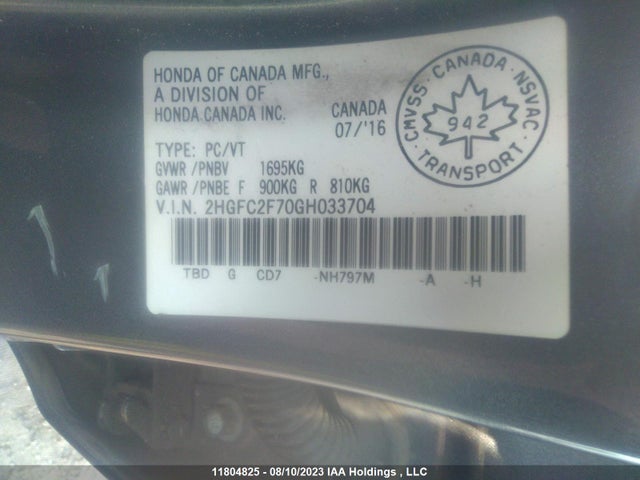 HONDA OF CANADA MFG.,
A DIVISION OF
HONDA CANADA INC.
CANADA
07/'16
TYPE: PC/VT
GVWR/PNBV 1695KG
GAWR/PNBE F 900KG R 810KG
V.I.N. 2HGFC2F70GH033704
TBD G CD7 -NH797M -A -H
CMVSS · CANADA · NSVAC
942
· TRANSPORT ·
11804825 - 08/10/2023 IAA Holdings , LLC